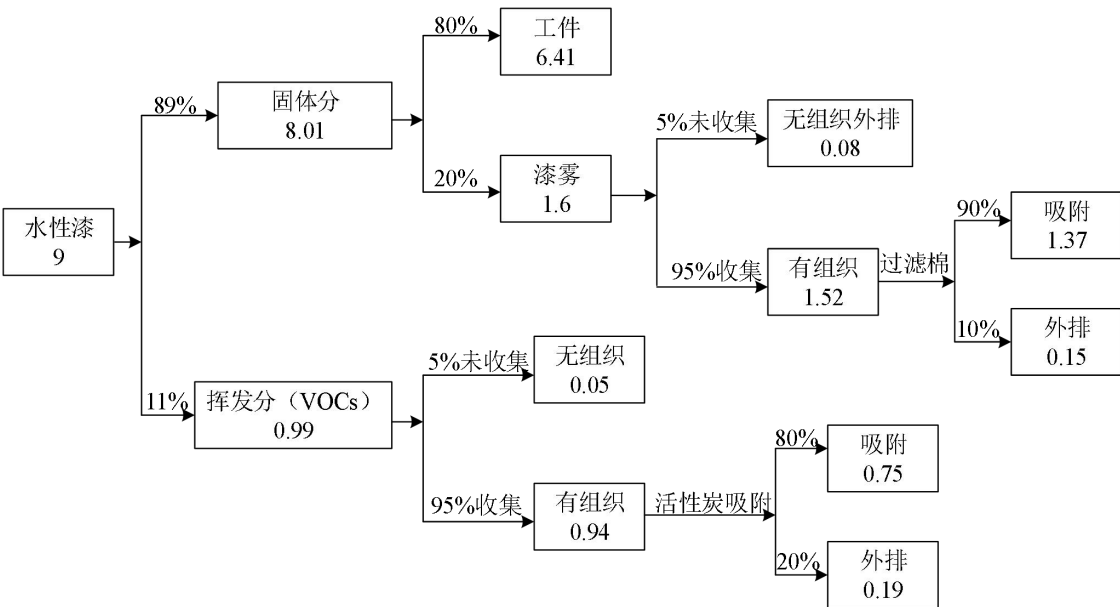 80%
工件
6.41
89%
固体分
8.01
5%未收集
无组织外排
0.08
20%
漆雾
1.6
90%
吸附
1.37
水性漆
9
95%收集
有组织
1.52
过滤棉
10%
外排
0.15
5%未收集
无组织
0.05
11%
挥发分（VOCs）
0.99
80%
吸附
0.75
95%收集
有组织
0.94
活性炭吸附
20%
外排
0.19